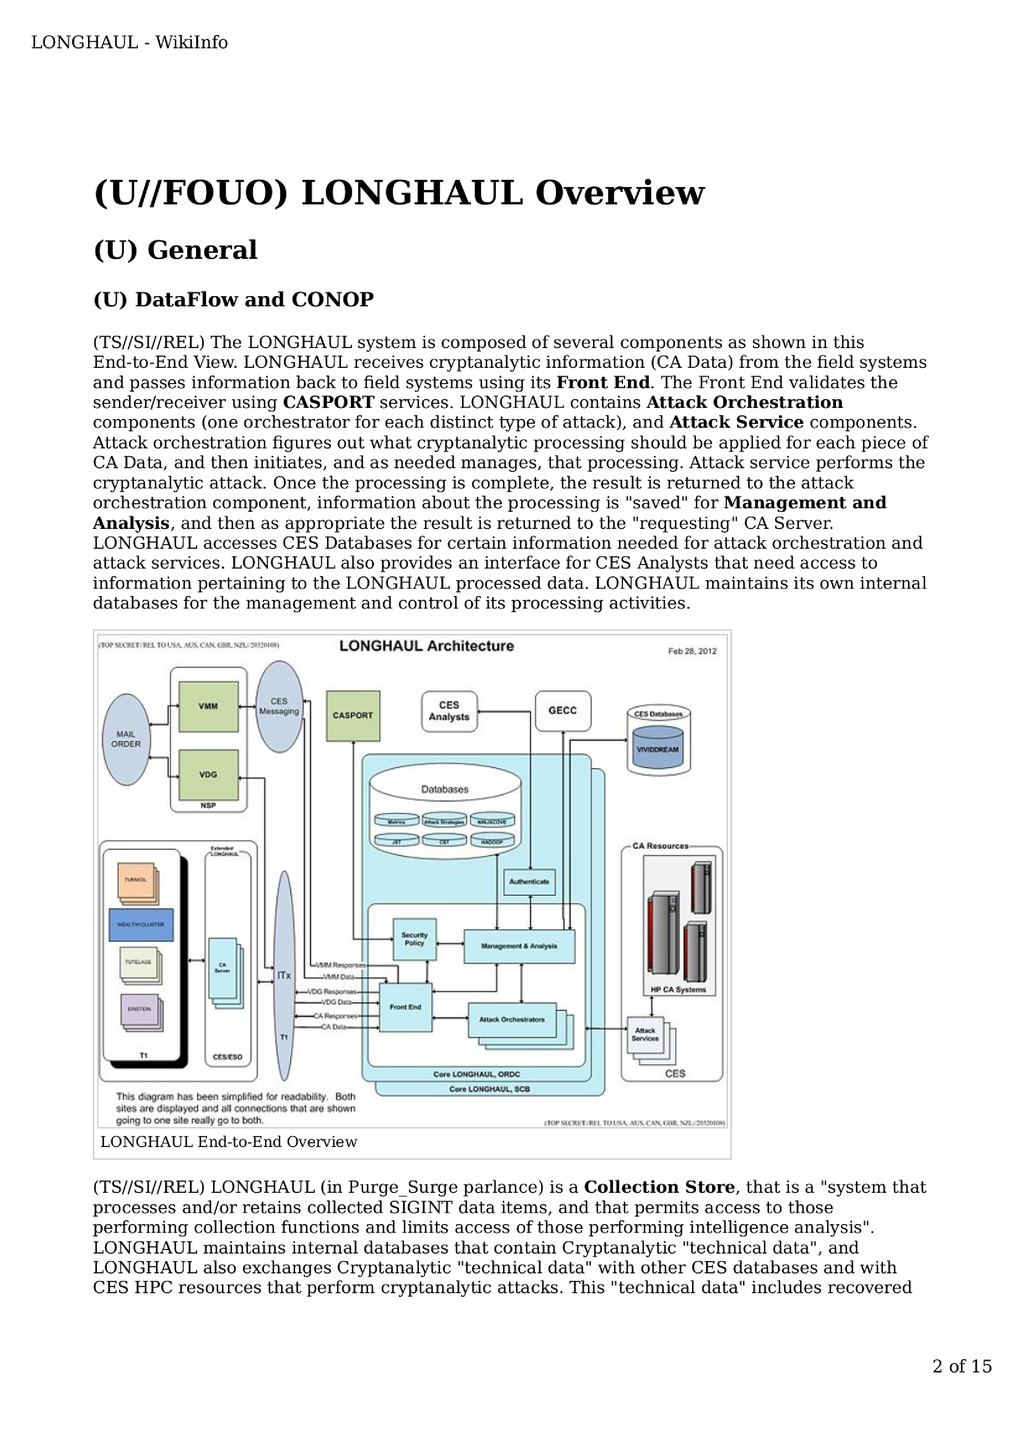 LONGHAUL - WikiInfo
(U//FOUO) LONGHAUL Overview
(U) General
(U) DataFlow and CONOP
(TS//SI//REL) The LONGHAUL system is composed of several components as shown in this
End-to-End View. LONGHAUL receives cryptanalytic information (CA Data) from the field systems
and passes information back to field systems using its Front End. The Front End validates the
sender/receiver using CASPORT services. LONGHAUL contains Attack Orchestration
components (one orchestrator for each distinct type of attack), and Attack Service components.
Attack orchestration figures out what cryptanalytic processing should be applied for each piece of
CA Data, and then initiates, and as needed manages, that processing. Attack service performs the
cryptanalytic attack. Once the processing is complete, the result is returned to the attack
orchestration component, information about the processing is "saved" for Management and
Analysis, and then as appropriate the result is returned to the "requesting" CA Server.
LONGHAUL accesses CES Databases for certain information needed for attack orchestration and
attack services. LONGHAUL also provides an interface for CES Analysts that need access to
information pertaining to the LONGHAUL processed data. LONGHAUL maintains its own internal
databases for the management and control of its processing activities.
(TOP SECRET//REL TO USA, AUS, CAN, GBR, NZL//20320108)
LONGHAUL Architecture
Feb 28, 2012
MAIL
ORDER
VMM
VDG
NSP
CES
Messaging
CASPORT
CES
Analysts
GECC
CES Databases
VIVIDDREAM
Databases
Metrics
Attack Strategies
NINJACOVE
JST
CST
HADOOP
Authenticate
Security
Policy
Management & Analysis
Front End
Attack Orchestrators
Core LONGHAUL, ORDC
Core LONGHAUL, SCB
VMM Responses
VMM Data
VDG Responses
VDG Data
CA Responses
CA Data
Extended
LONGHAUL
TURMOIL
WEALTHYCLUSTER
TUTELAGE
EINSTEIN
T1
CA
Server
CES/ESO
ITx
T1
CA Resources
HP CA Systems
Attack
Services
CES
This diagram has been simplified for readability. Both
sites are displayed and all connections that are shown
going to one site really go to both.
(TOP SECRET//REL TO USA, AUS, CAN, GBR, NZL//20320108)
LONGHAUL End-to-End Overview
(TS//SI//REL) LONGHAUL (in Purge_Surge parlance) is a Collection Store, that is a "system that
processes and/or retains collected SIGINT data items, and that permits access to those
performing collection functions and limits access of those performing intelligence analysis".
LONGHAUL maintains internal databases that contain Cryptanalytic "technical data", and
LONGHAUL also exchanges Cryptanalytic "technical data" with other CES databases and with
CES HPC resources that perform cryptanalytic attacks. This "technical data" includes recovered
2 of 15